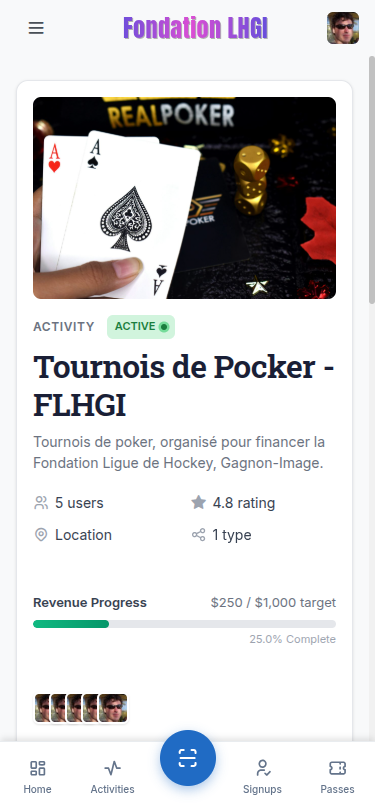 Fondation LHGI
REALPOKER
A
A
POKER
A
ACTIVITY
ACTIVE
Tournois de Pocker -
FLHGI
Tournois de poker, organisé pour financer la
Fondation Ligue de Hockey, Gagnon-Image.
5 users
4.8 rating
Location
1 type
Revenue Progress
$250 / $1,000 target
25.0% Complete
Home
Activities
Signups
Passes